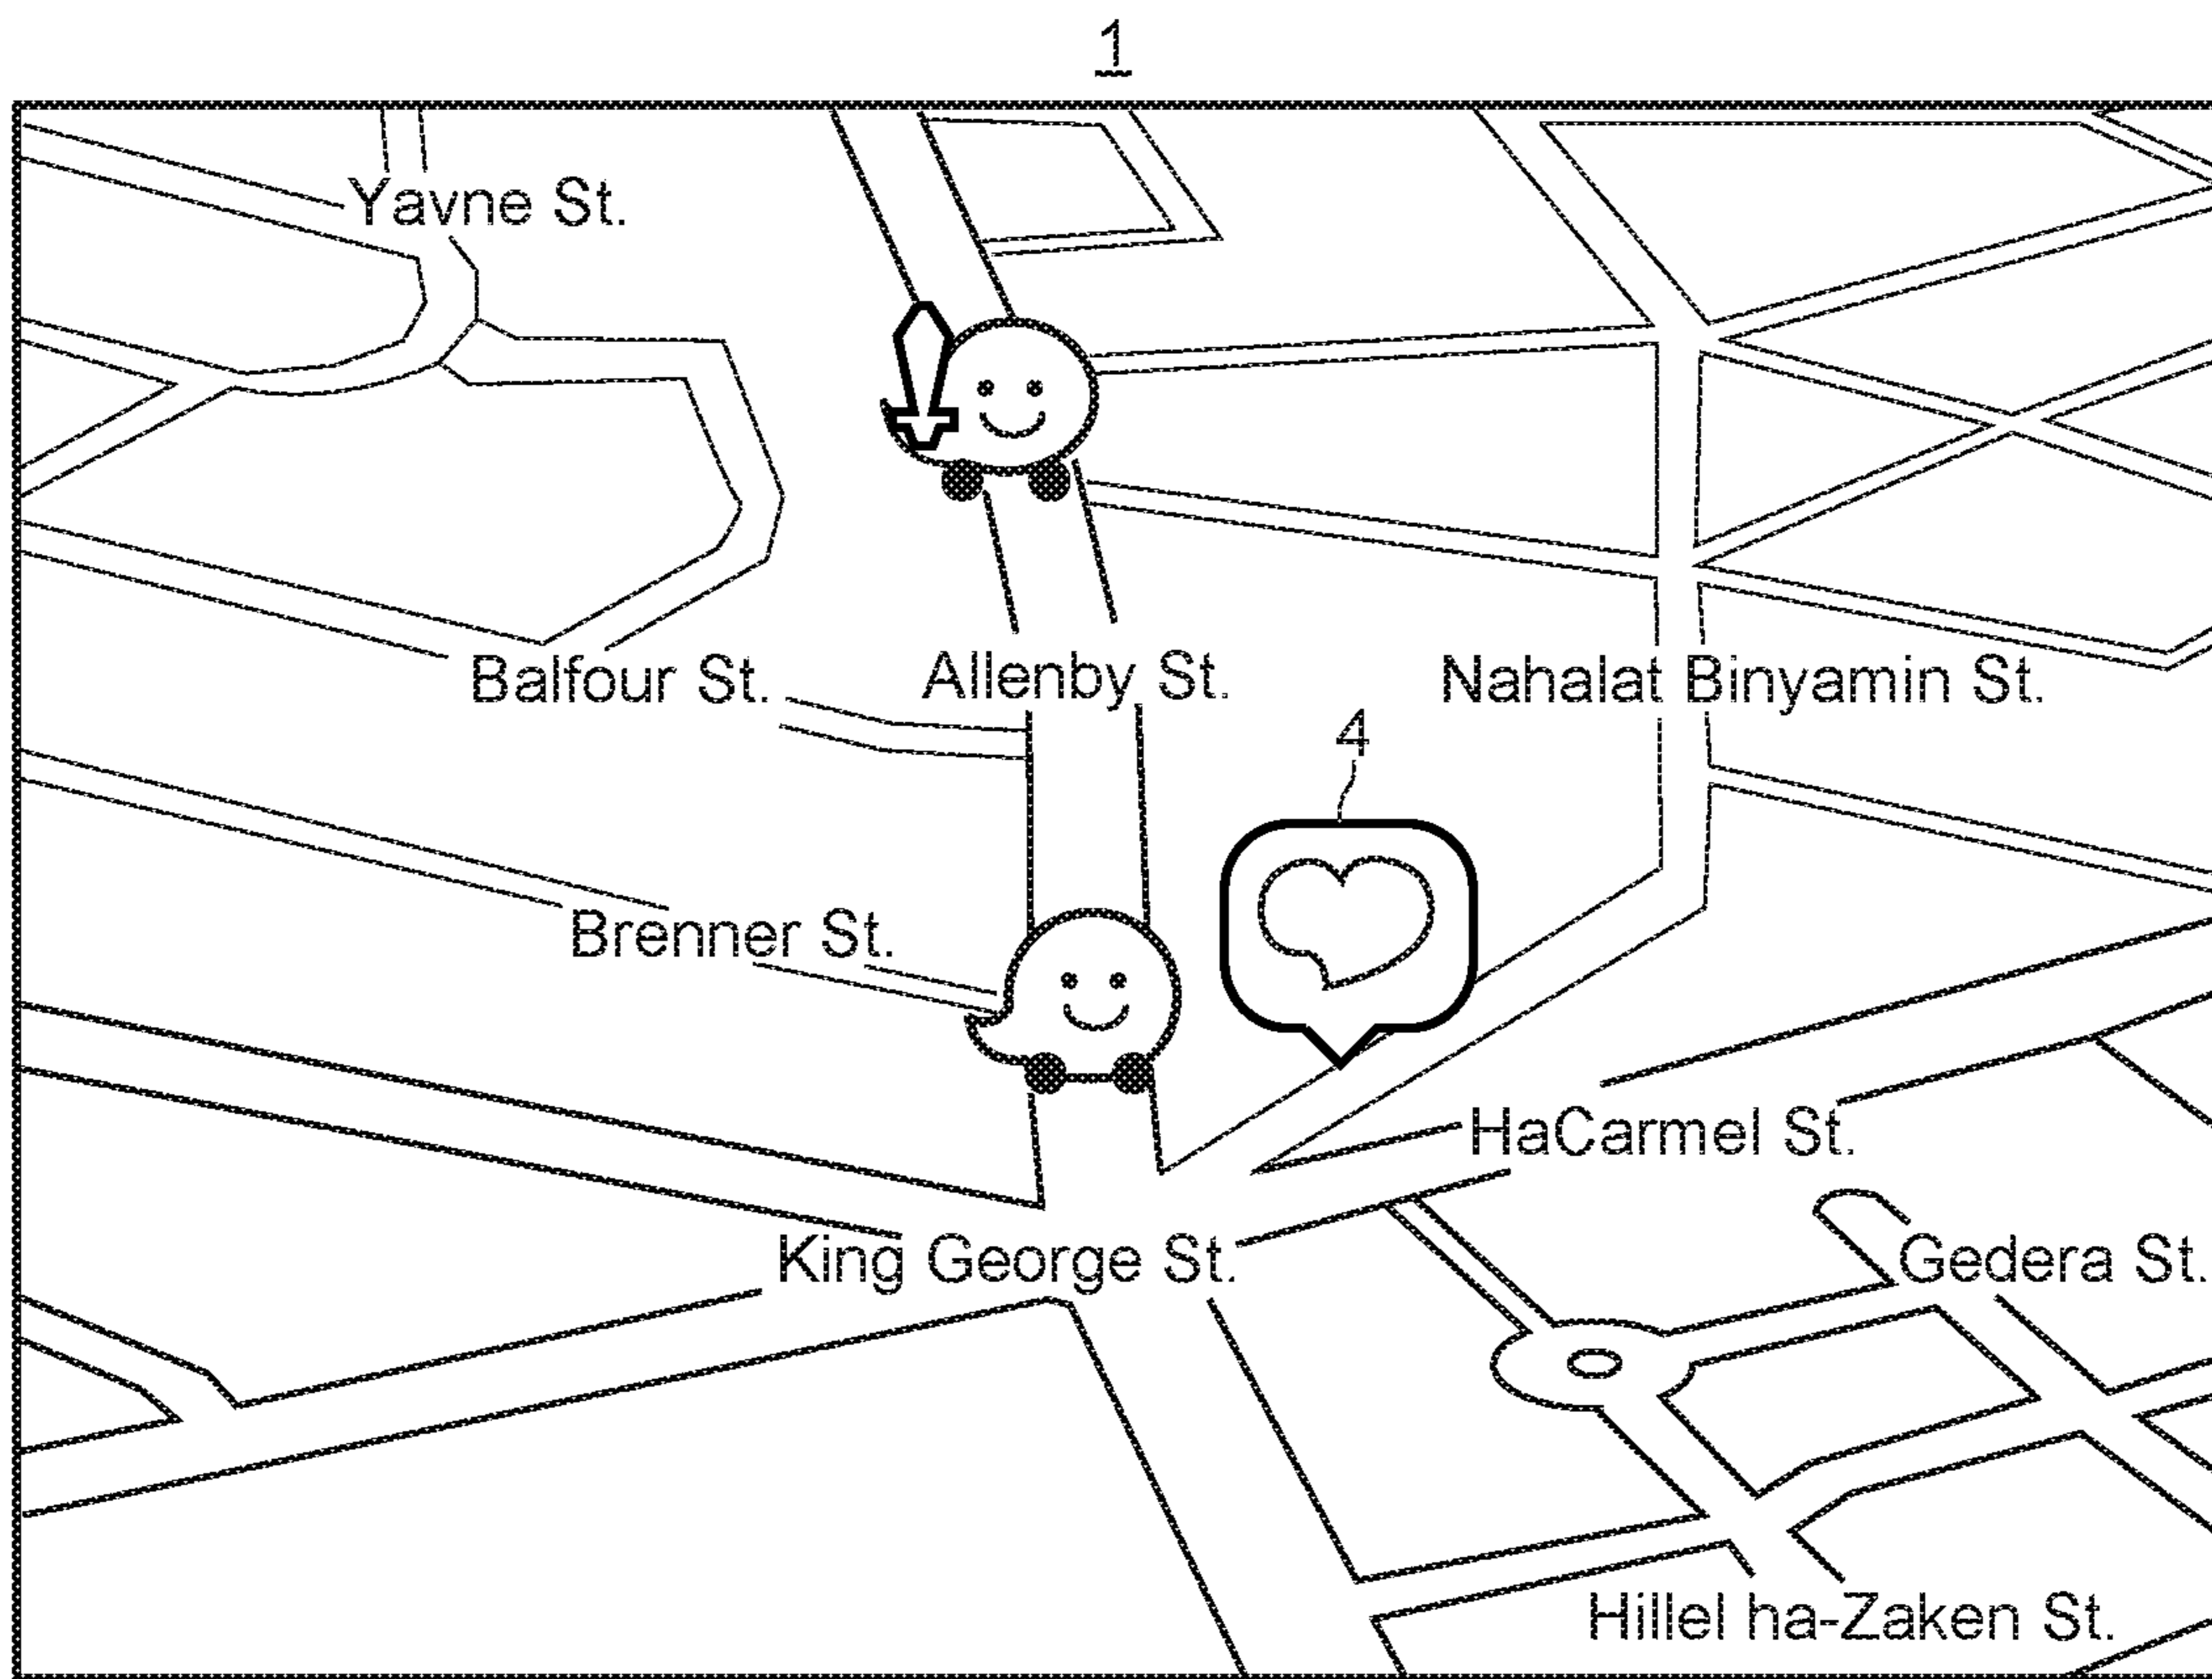 1
Yavne St.
Balfour St.
Allenby St.
Nahalat Binyamin St.
4
Brenner St.
HaCarmel St.
King George St.
Gedera St.
Hillel ha-Zaken St.